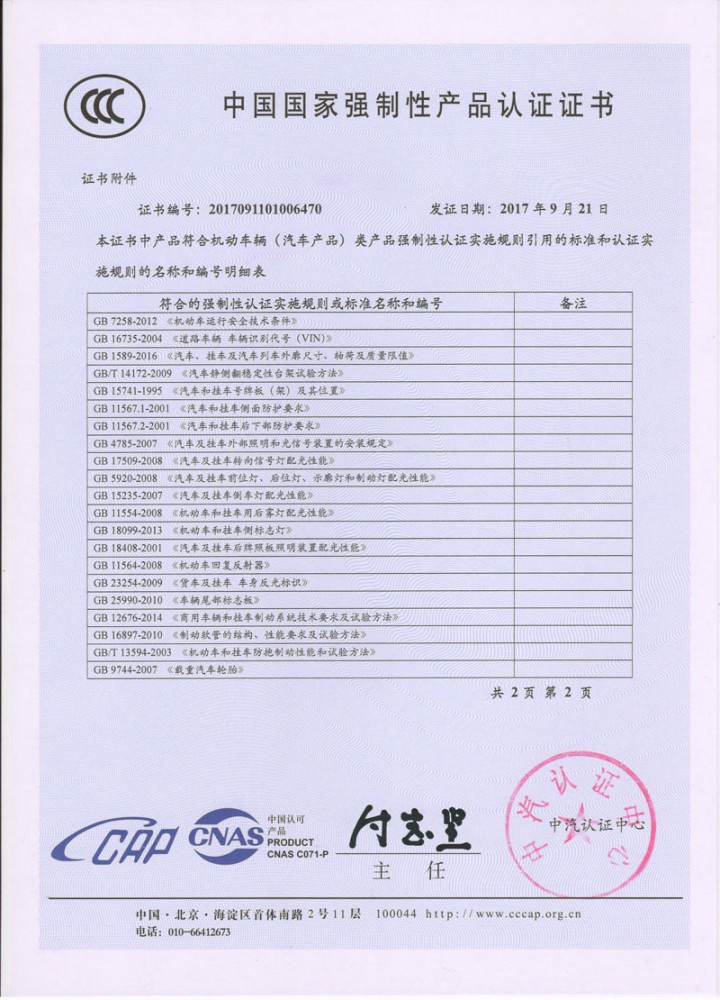 中国国家强制性产品认证证书
证书附件
证书编号：2017091101006470 发证日期：2017 年 9 月 21 日
本证书中产品符合机动车辆（汽车产品）类产品强制性认证实施规则引用的标准和认证实
施规则的名称和编号明细表
符合的强制性认证实施规则或标准名称和编号 备注
GB 7258-2012 《机动车运行安全技术条件》
GB 16735-2004 《道路车辆 车辆识别代号（VIN）》
GB 1589-2016 《汽车、挂车及汽车列车外廓尺寸、轴荷及质量限值》
GB/T 14172-2009 《汽车静侧翻稳定性台架试验方法》
GB 15741-1995 《汽车和挂车号牌板（架）及其位置》
GB 11567.1-2001 《汽车和挂车侧面防护要求》
GB 11567.2-2001 《汽车和挂车后下部防护要求》
GB 4785-2007 《汽车及挂车外部照明和光信号装置的安装规定》
GB 17509-2008 《汽车及挂车转向信号灯配光性能》
GB 5920-2008 《汽车及挂车前位灯、后位灯、示廓灯和制动灯配光性能》
GB 15235-2007 《汽车及挂车倒车灯配光性能》
GB 11554-2008 《机动车和挂车用后雾灯配光性能》
GB 18099-2013 《机动车和挂车侧标志灯》
GB 18408-2001 《汽车及挂车后牌照板照明装置配光性能》
GB 11564-2008 《机动车回复反射器》
GB 23254-2009 《货车及挂车 车身反光标识》
GB 25990-2010 《车辆尾部标志板》
GB 12676-2014 《商用车辆和挂车制动系统技术要求及试验方法》
GB 16897-2010 《制动软管的结构、性能要求及试验方法》
GB/T 13594-2003 《机动车和挂车防抱制动性能和试验方法》
GB 9744-2007 《载重汽车轮胎》
共 2 页 第 2 页
CCAP
CNAS
中国认可
产品
PRODUCT
CNAS C071-P
付志坚
主 任
中汽认证中心
中汽认证中心
中国·北京·海淀区首体南路 2 号 11 层 100044 http://www.cccap.org.cn
电话：010-66412673